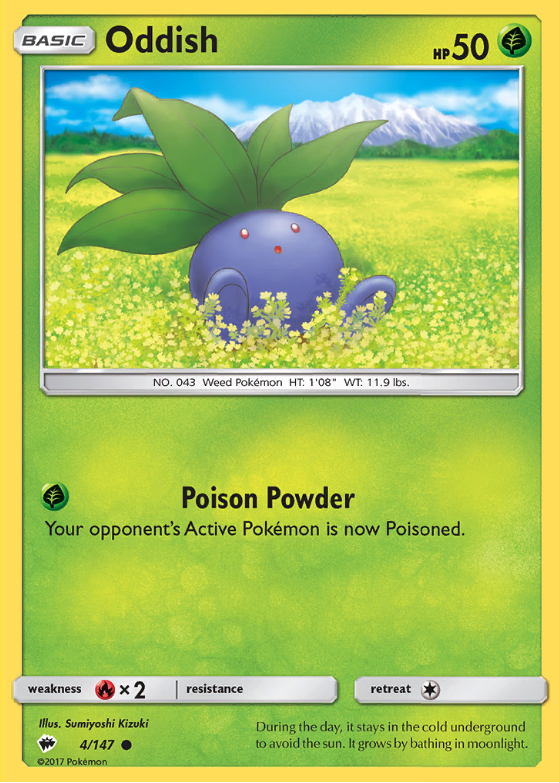 BASIC Oddish HP 50
NO. 043 Weed Pokémon HT: 1'08" WT: 11.9 lbs.
Poison Powder
Your opponent's Active Pokémon is now Poisoned.
weakness × 2 resistance retreat
Illus. Sumiyoshi Kizuki
4/147
©2017 Pokémon
During the day, it stays in the cold underground
to avoid the sun. It grows by bathing in moonlight.